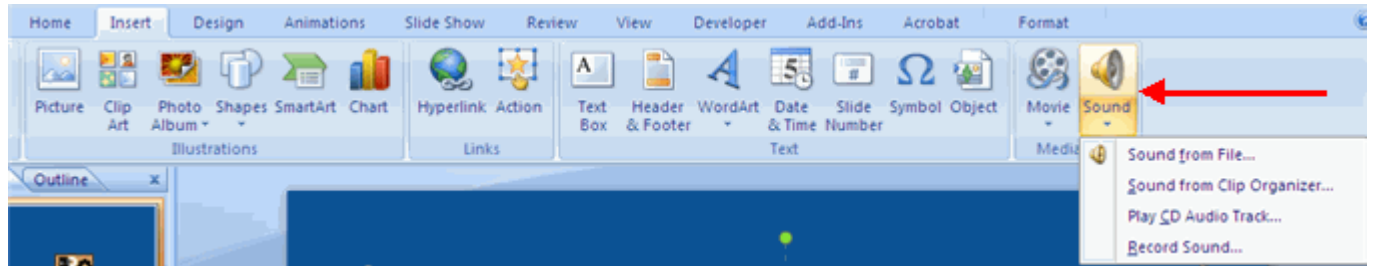 Home Insert Design Animations Slide Show Review View Developer Add-Ins Acrobat Format
Picture Clip Art Photo Album Shapes SmartArt Chart Hyperlink Action Text Box Header & Footer WordArt Date & Time Slide Number Symbol Object Movie Sound
Illustrations Links Text Media
Outline x
Sound from File...
Sound from Clip Organizer...
Play CD Audio Track...
Record Sound...